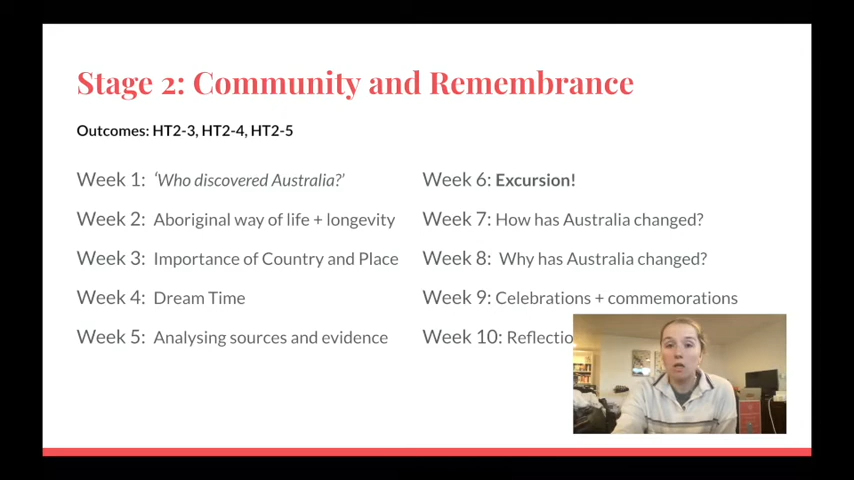 Stage 2: Community and Remembrance
Outcomes: HT2-3, HT2-4, HT2-5
Week 1: ‘Who discovered Australia?’
Week 2: Aboriginal way of life + longevity
Week 3: Importance of Country and Place
Week 4: Dream Time
Week 5: Analysing sources and evidence
Week 6: Excursion!
Week 7: How has Australia changed?
Week 8: Why has Australia changed?
Week 9: Celebrations + commemorations
Week 10: